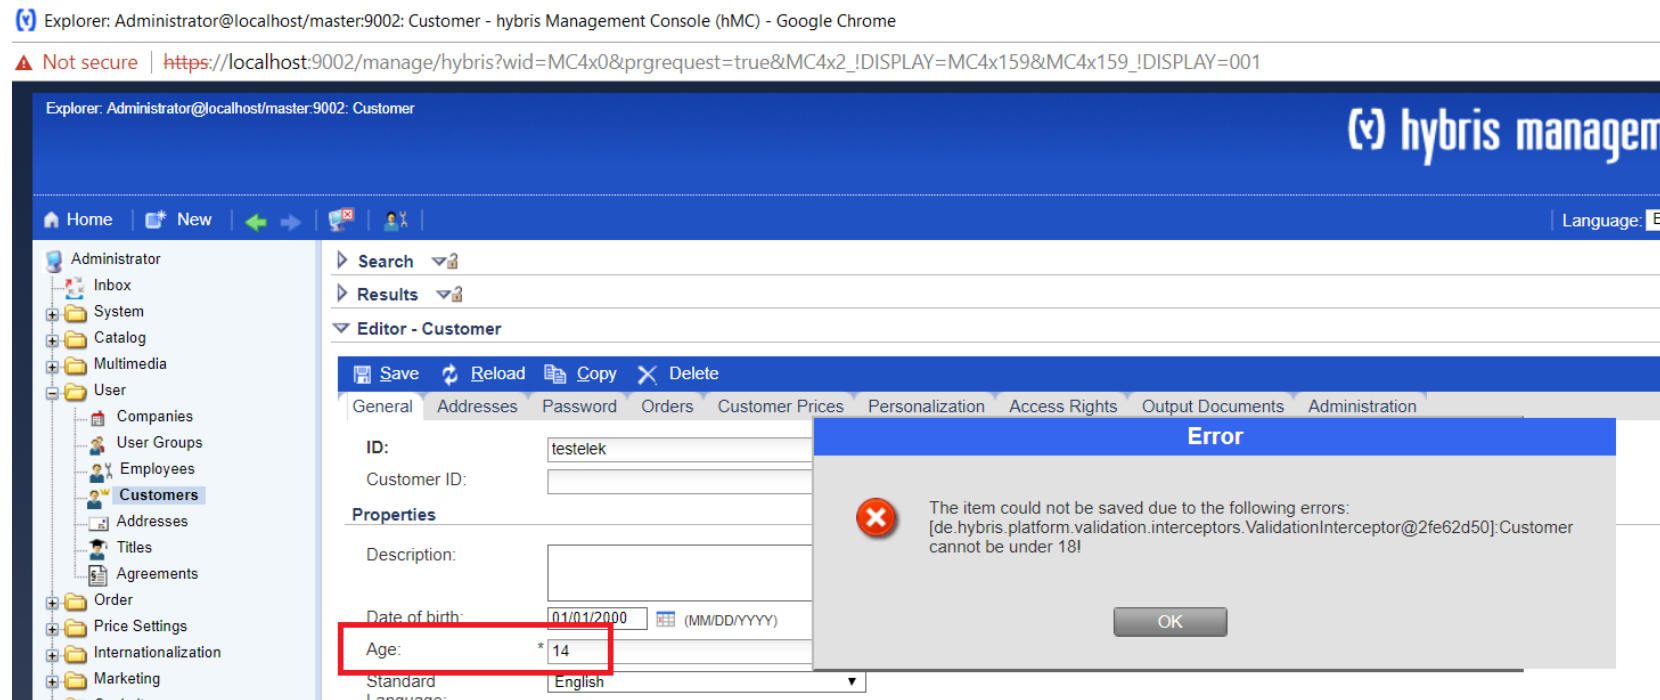 Explorer: Administrator@localhost/master:9002: Customer - hybris Management Console (hMC) - Google Chrome
Not secure | https://localhost:9002/manage/hybris?wid=MC4x0&prgrequest=true&MC4x2_!DISPLAY=MC4x159&MC4x159_!DISPLAY=001
Explorer: Administrator@localhost/master:9002: Customer
(y) hybris managem
Home New
Language: E
Administrator
Inbox
System
Catalog
Multimedia
User
Companies
User Groups
Employees
Customers
Addresses
Titles
Agreements
Order
Price Settings
Internationalization
Marketing
Search
Results
Editor - Customer
Save Reload Copy Delete
General Addresses Password Orders Customer Prices Personalization Access Rights Output Documents Administration
ID: testelek
Customer ID:
Properties
Description:
Date of birth: 01/01/2000 (MM/DD/YYYY)
Age: * 14
Standard
Language:
English
Error
The item could not be saved due to the following errors:
[de.hybris.platform.validation.interceptors.ValidationInterceptor@2fe62d50]:Customer
cannot be under 18!
OK